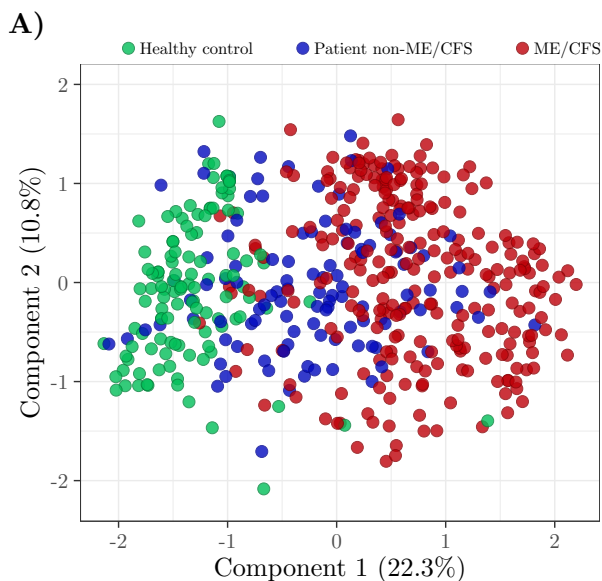 A)
Healthy control Patient non-ME/CFS ME/CFS
2
1
0
-1
-2
Component 2 (10.8%)
-2 -1 0 1 2
Component 1 (22.3%)